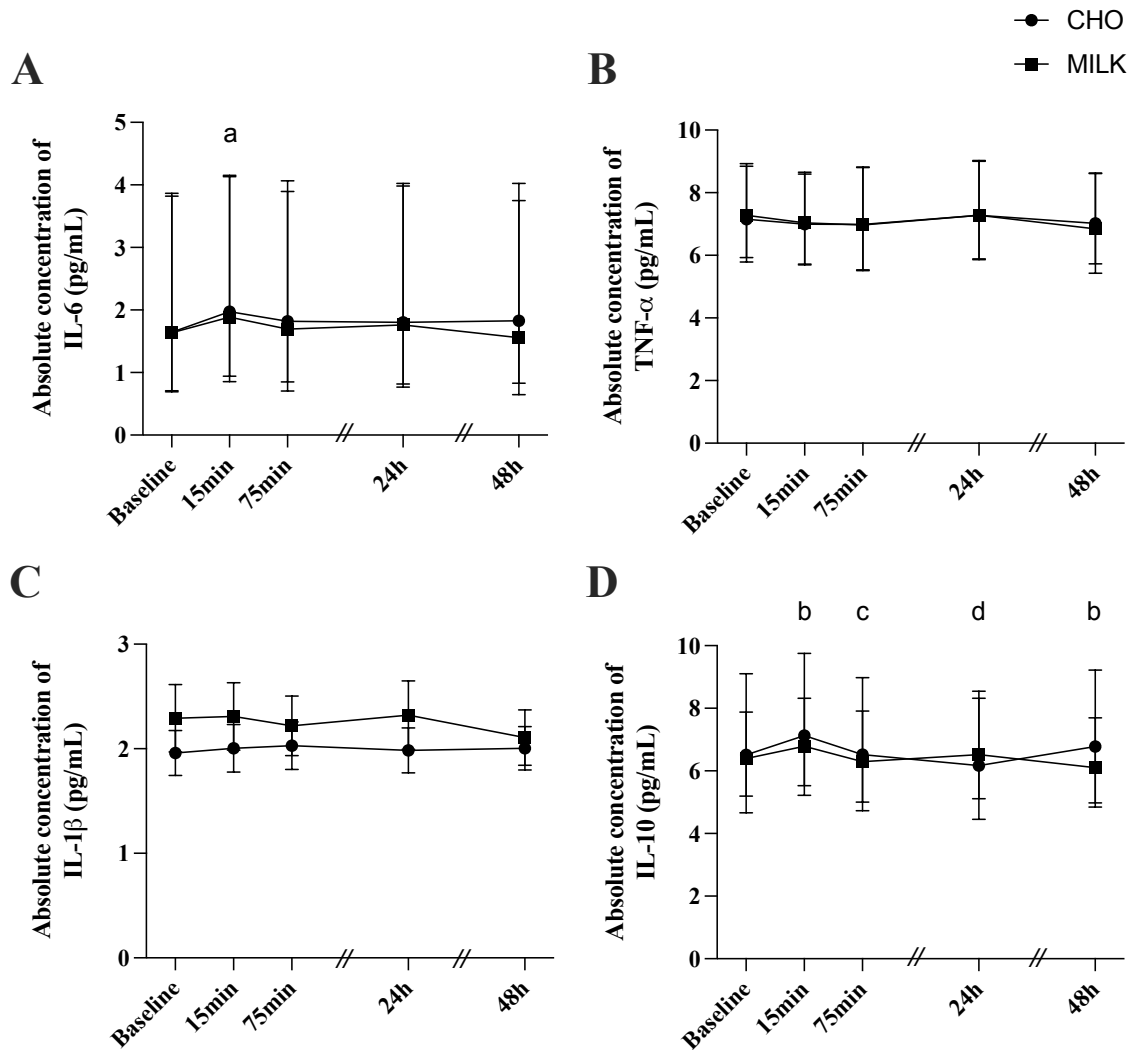 CHO
MILK
A
Absolute concentration of
IL-6 (pg/mL)
5
4
3
2
1
0
a
Baseline
15min
75min
24h
48h
B
Absolute concentration of
TNF-α (pg/mL)
10
8
6
4
2
0
Baseline
15min
75min
24h
48h
C
Absolute concentration of
IL-1β (pg/mL)
3
2
1
0
Baseline
15min
75min
24h
48h
D
Absolute concentration of
IL-10 (pg/mL)
10
8
6
4
2
0
b c d b
Baseline
15min
75min
24h
48h